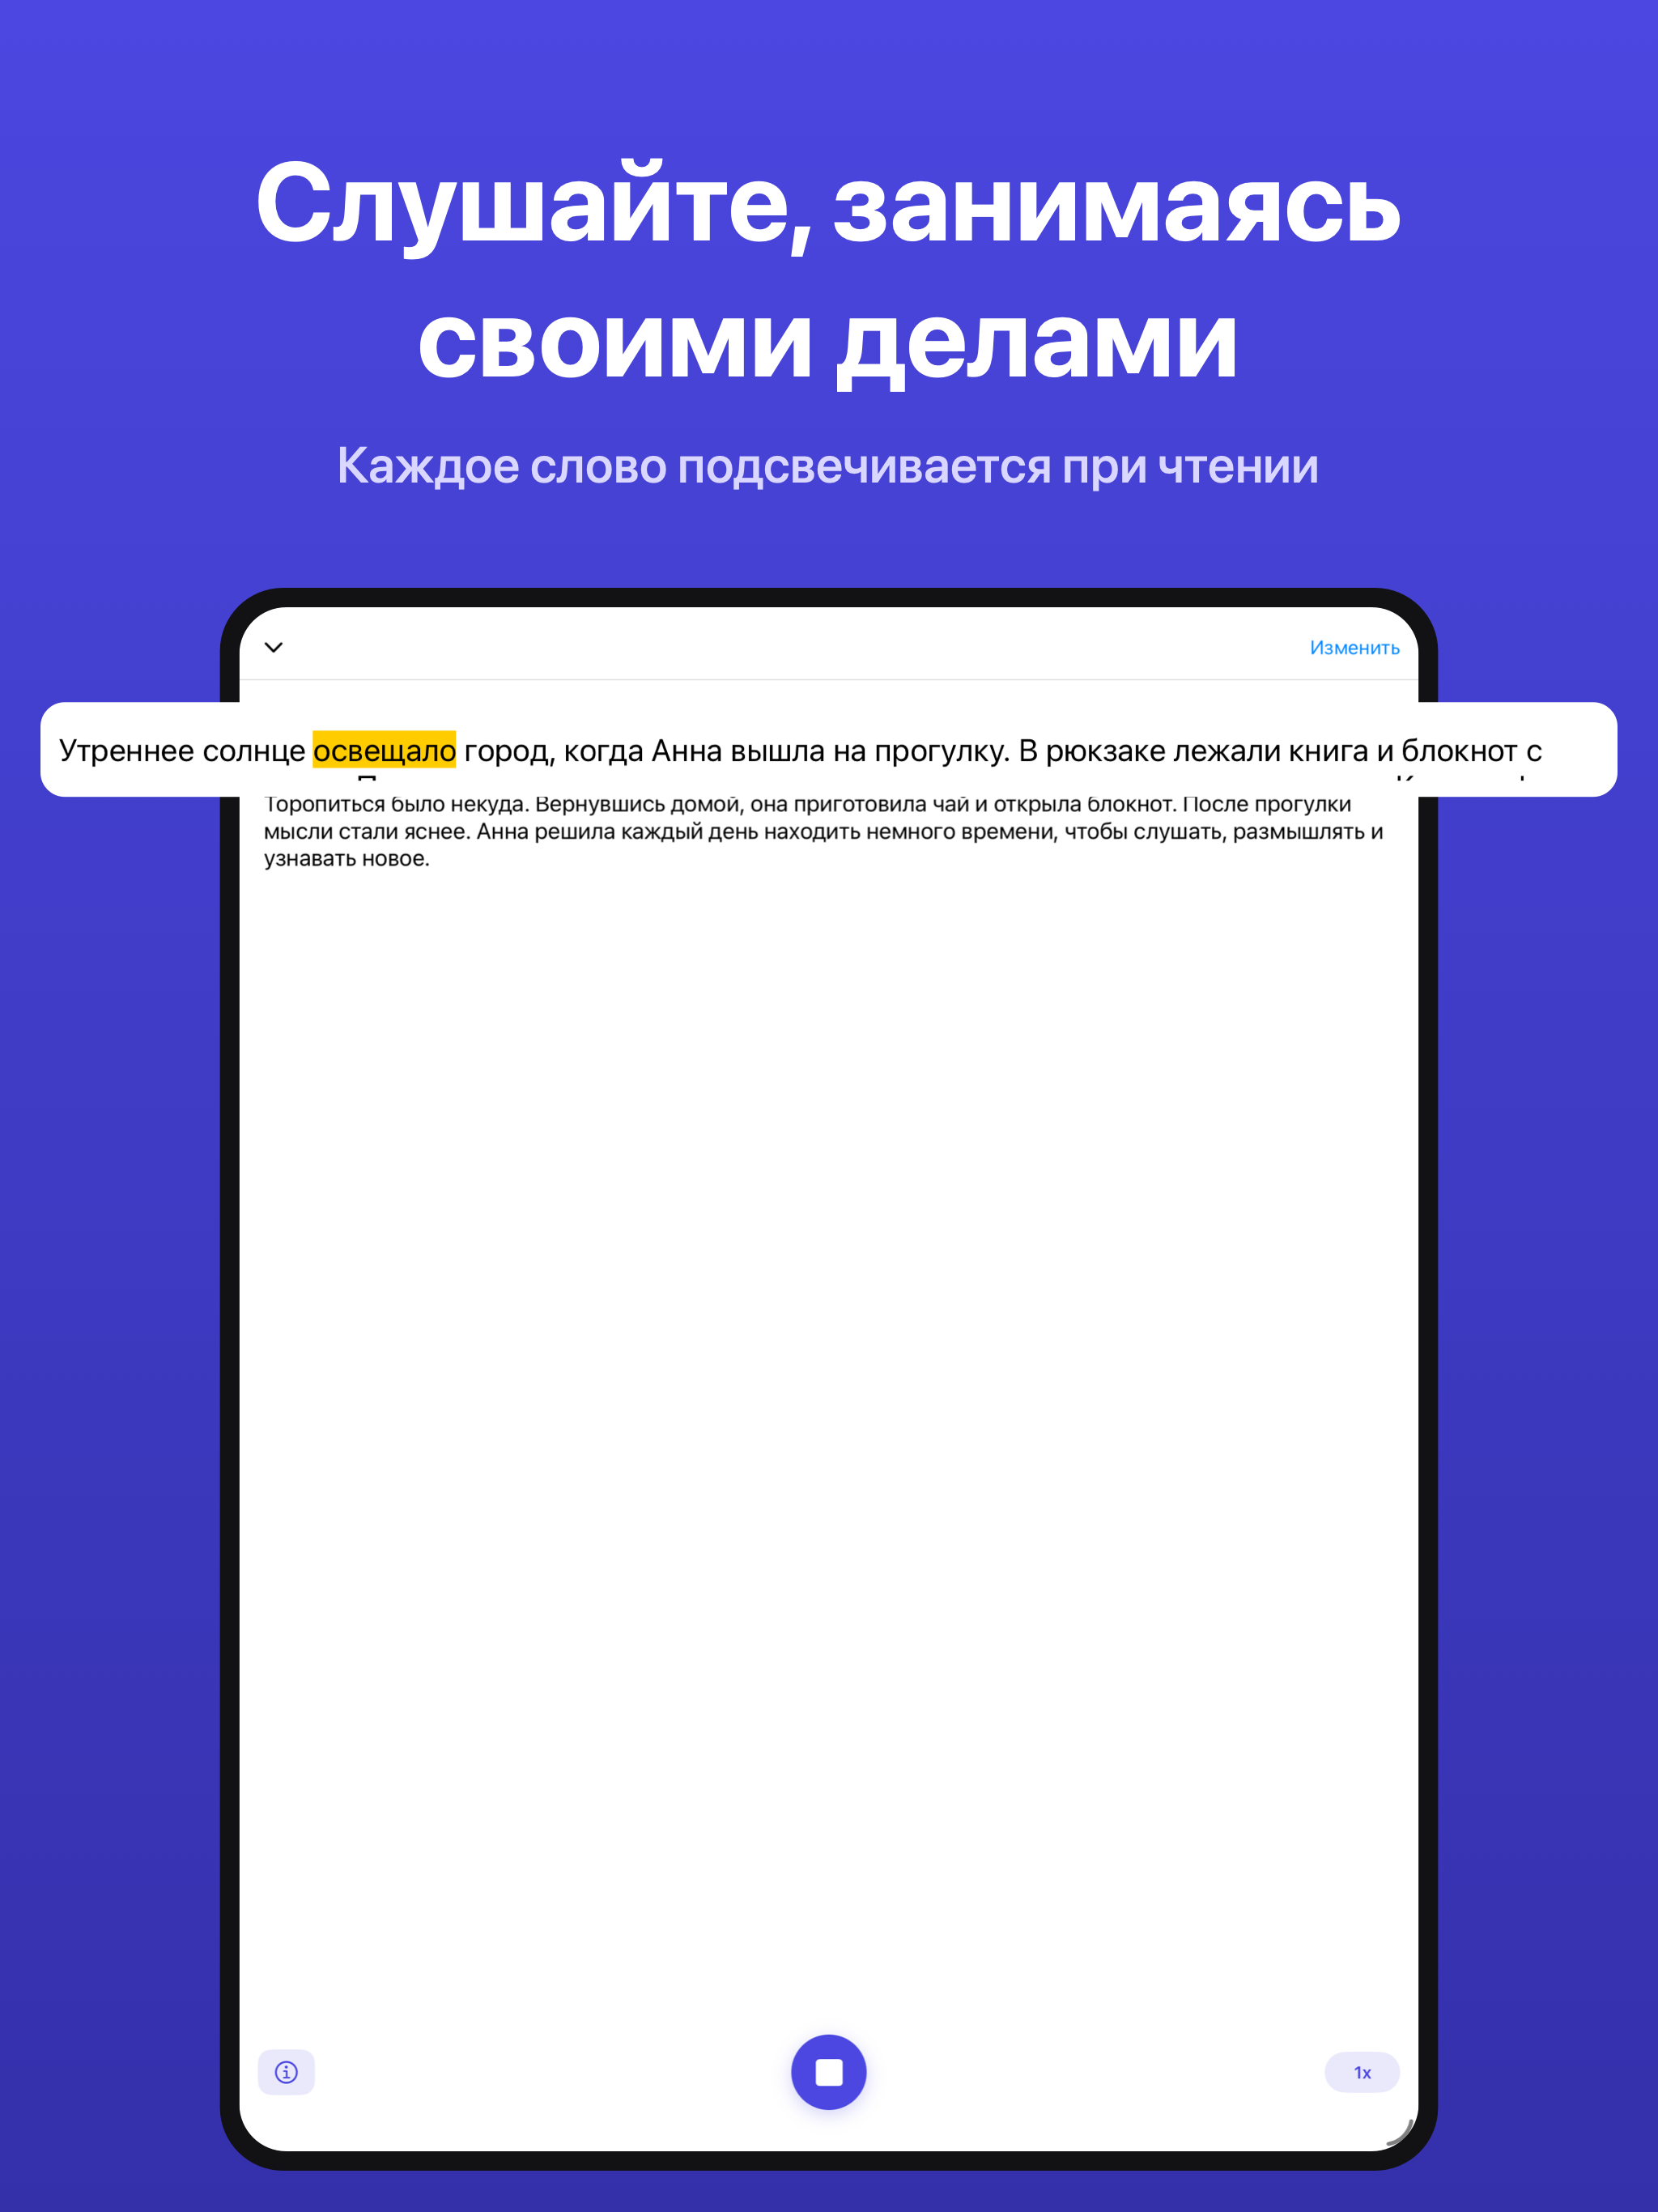 Слушайте, занимаясь
своими делами
Каждое слово подсвечивается при чтении
Изменить
Утреннее солнце освещало город, когда Анна вышла на прогулку. В рюкзаке лежали книга и блокнот с
Торопиться было некуда. Вернувшись домой, она приготовила чай и открыла блокнот. После прогулки
мысли стали яснее. Анна решила каждый день находить немного времени, чтобы слушать, размышлять и
узнавать новое.
1x